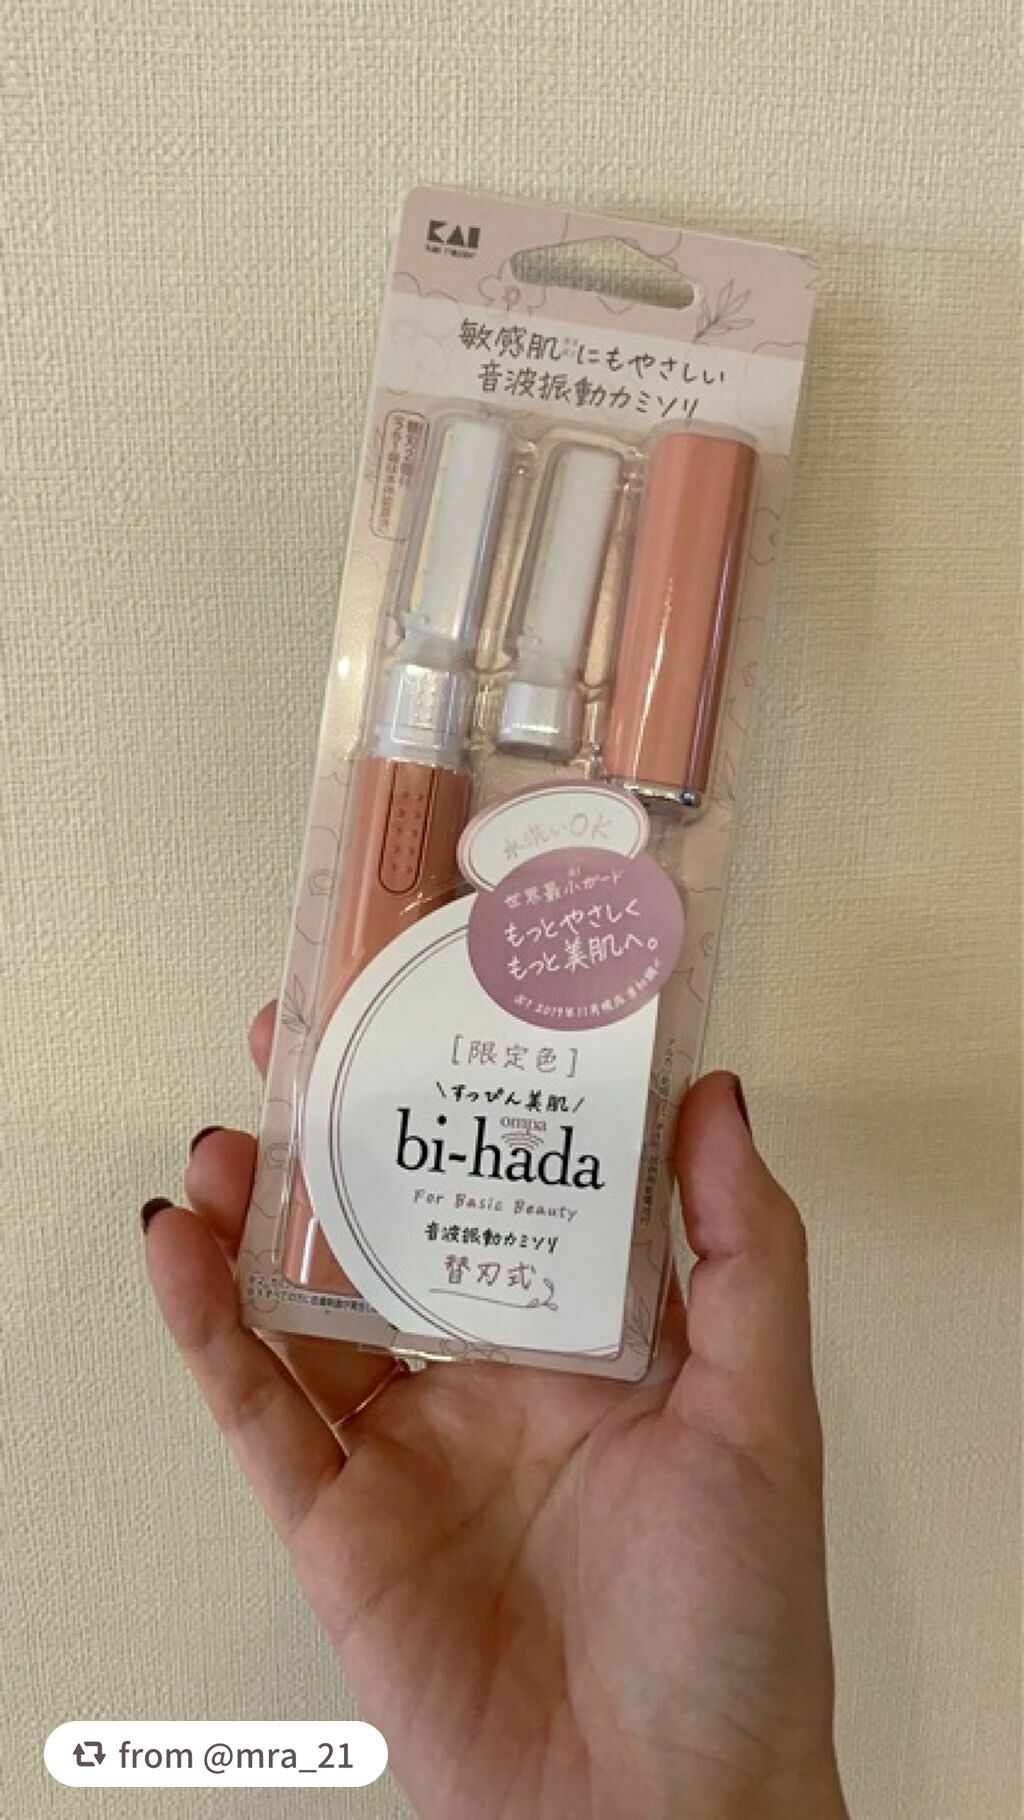 KAI
kai razor
敏感肌にもやさしい
音波振動カミソリ
水洗いOK
世界最小ガード
もっとやさしく
もっと美肌へ。
[限定色]
\すっぴん美肌/
ompa
bi-hada
For Basic Beauty
音波振動カミソリ
替刃式
from @mra_21